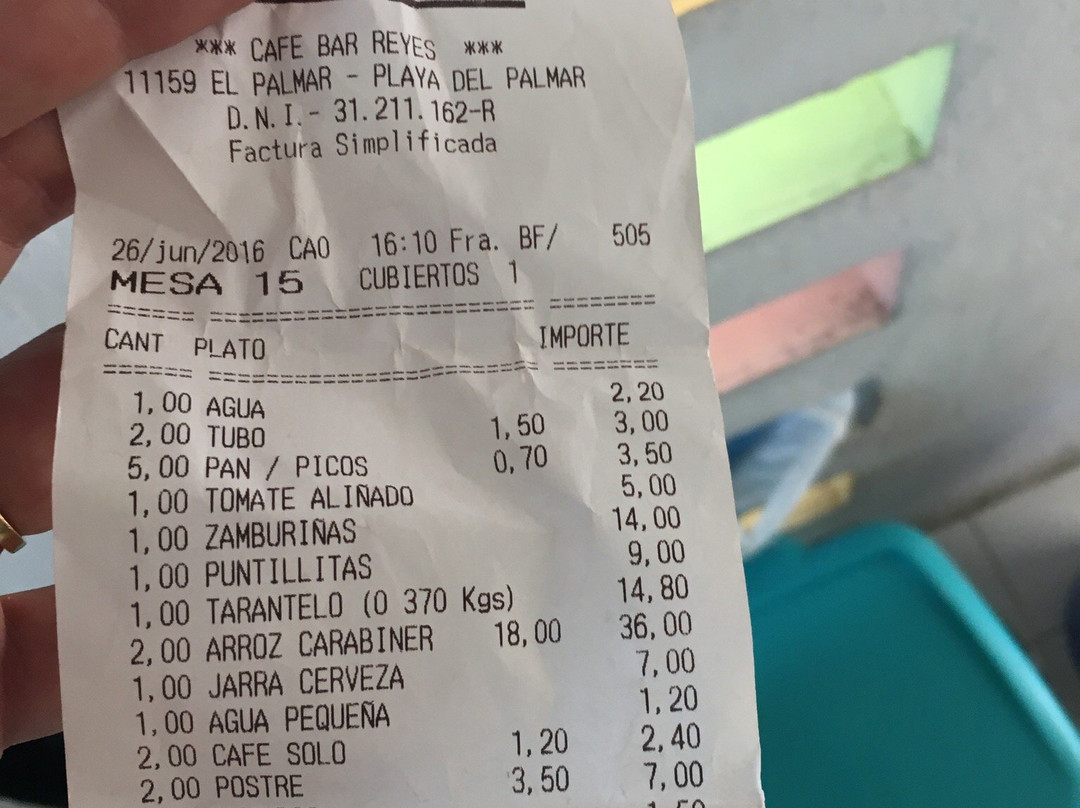 *** CAFE BAR REYES ***
11159 EL PALMAR - PLAYA DEL PALMAR
D.N.I.- 31.211.162-R
Factura Simplificada
26/jun/2016 CAO 16:10 Fra. BF/ 505
MESA 15 CUBIERTOS 1
====== ============================== ========
CANT PLATO IMPORTE
====== ============================== ========
1,00 AGUA 2,20
2,00 TUBO 1,50 3,00
5,00 PAN / PICOS 0,70 3,50
1,00 TOMATE ALIÑADO 5,00
1,00 ZAMBURIÑAS 14,00
1,00 PUNTILLITAS 9,00
1,00 TARANTELO (0 370 Kgs) 14,80
2,00 ARROZ CARABINER 18,00 36,00
1,00 JARRA CERVEZA 7,00
1,00 AGUA PEQUEÑA 1,20
2,00 CAFE SOLO 1,20 2,40
2,00 POSTRE 3,50 7,00